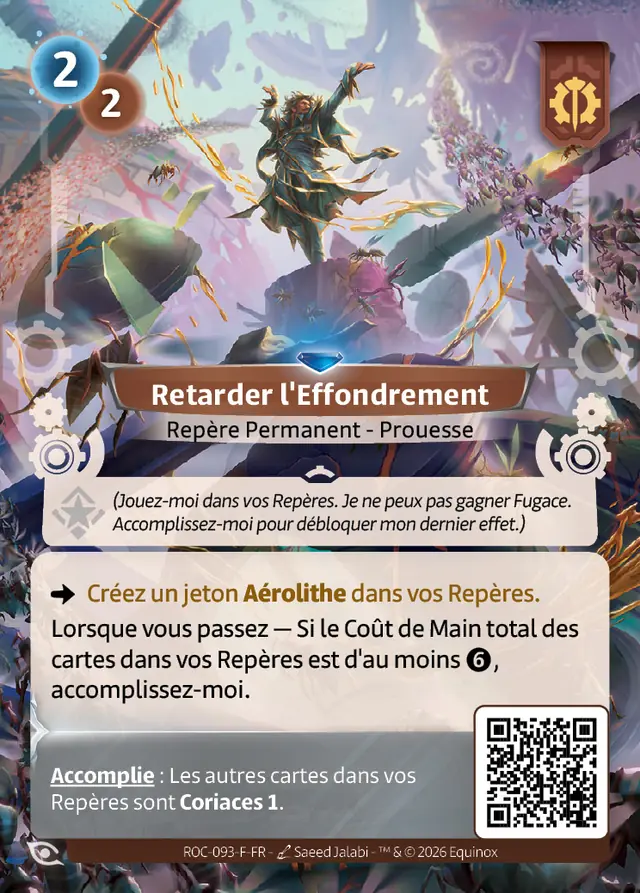 2
2
Retarder l'Effondrement
Repère Permanent - Prouesse
(Jouez-moi dans vos Repères. Je ne peux pas gagner Fugace.
Accomplissez-moi pour débloquer mon dernier effet.)
Créez un jeton Aérolithe dans vos Repères.
Lorsque vous passez — Si le Coût de Main total des
cartes dans vos Repères est d'au moins 6,
accomplissez-moi.
Accomplie : Les autres cartes dans vos
Repères sont Coriaces 1.
ROC-093-F-FR - Saeed Jalabi - ™ & © 2026 Equinox